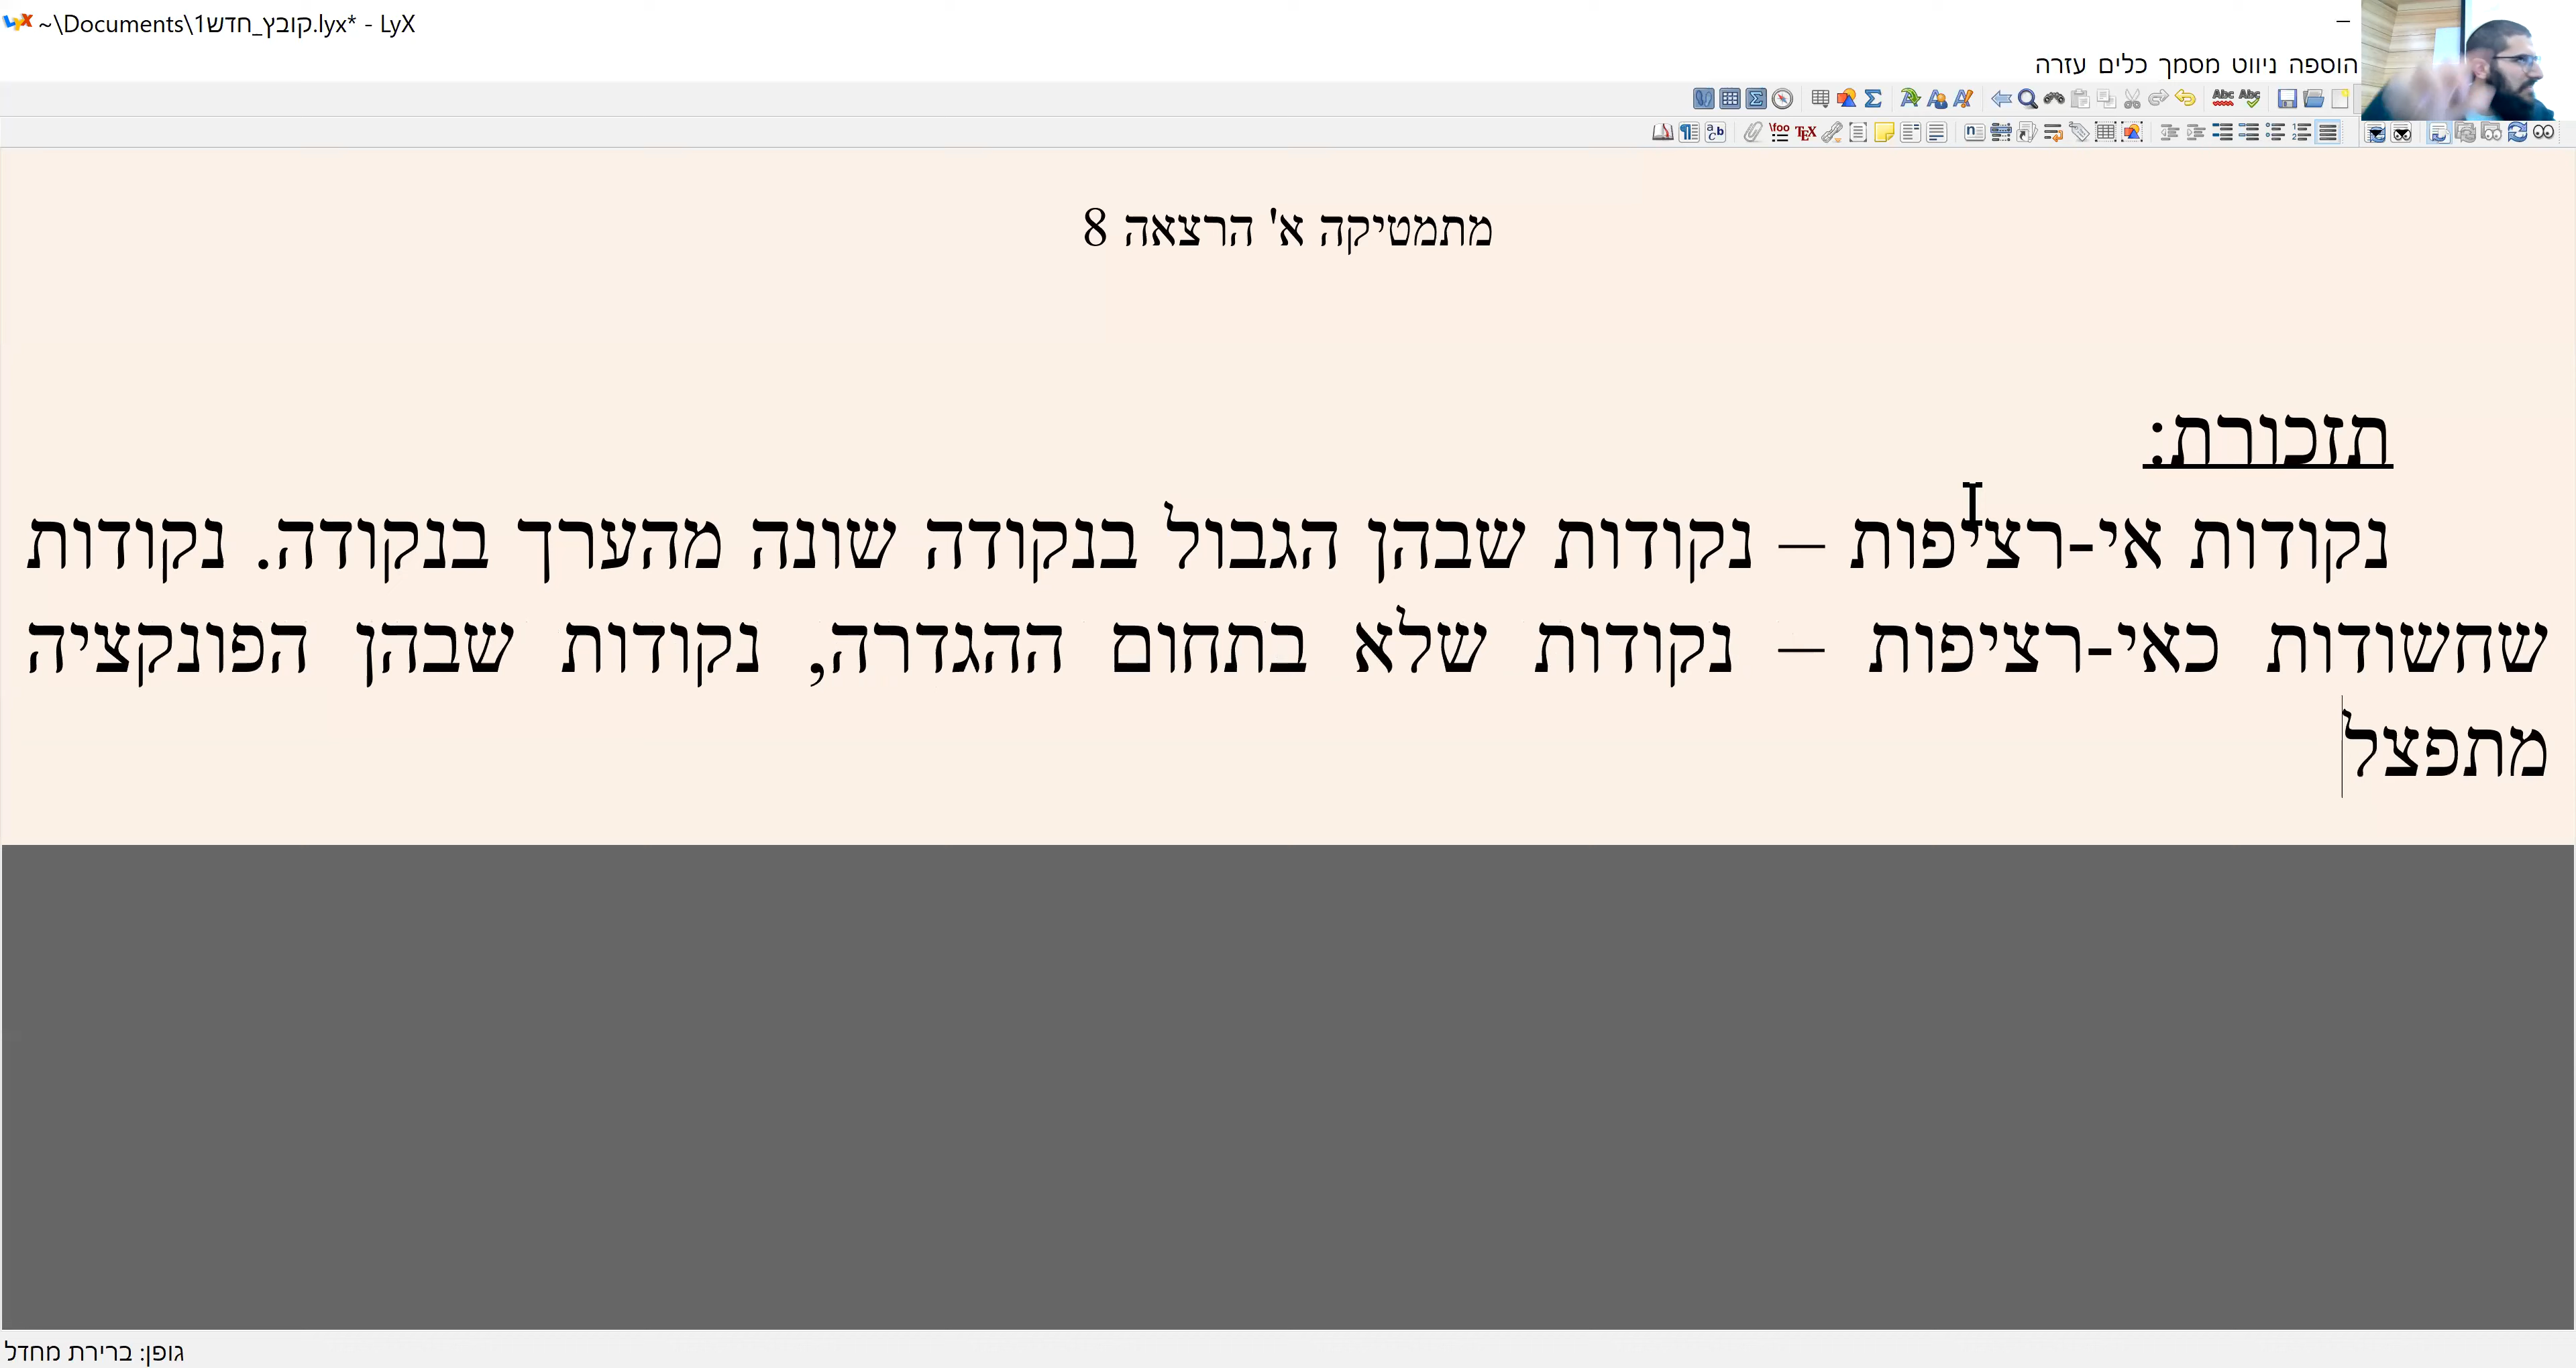 ~\Documents\קובץ_חדש1.lyx* - LyX
הוספה ניווט מסמך כלים עזרה
מתמטיקה א' הרצאה 8
תזכורת:
נקודות אי-רציפות – נקודות שבהן הגבול בנקודה שונה מהערך בנקודה. נקודות
שחשודות כאי-רציפות – נקודות שלא בתחום ההגדרה, נקודות שבהן הפונקציה
מתפצל
גופן: ברירת מחדל